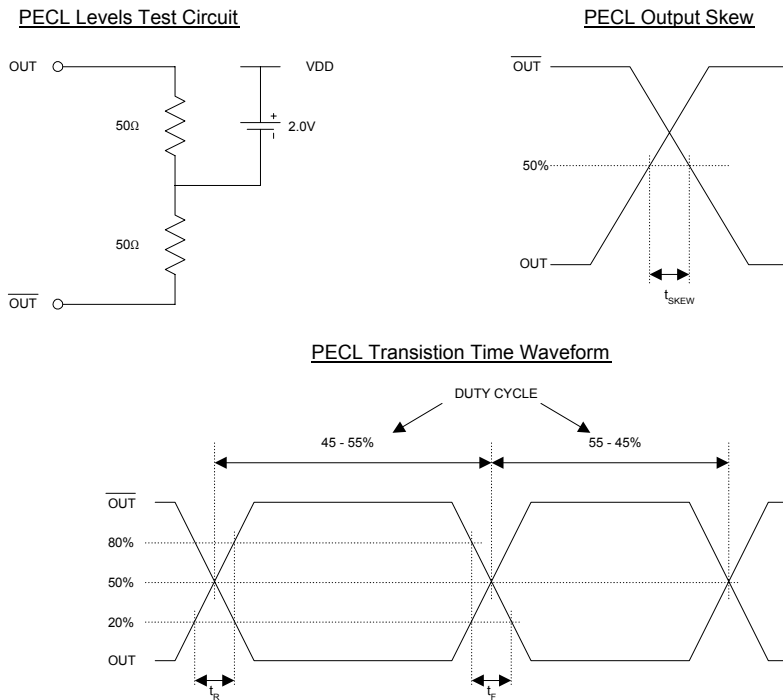 PECL Levels Test Circuit
OUT
VDD
50Ω
+
-
2.0V
50Ω
OUT
PECL Output Skew
OUT
50%
OUT
tSKEW
PECL Transistion Time Waveform
DUTY CYCLE
45 - 55%
55 - 45%
OUT
80%
50%
20%
OUT
tR
tF